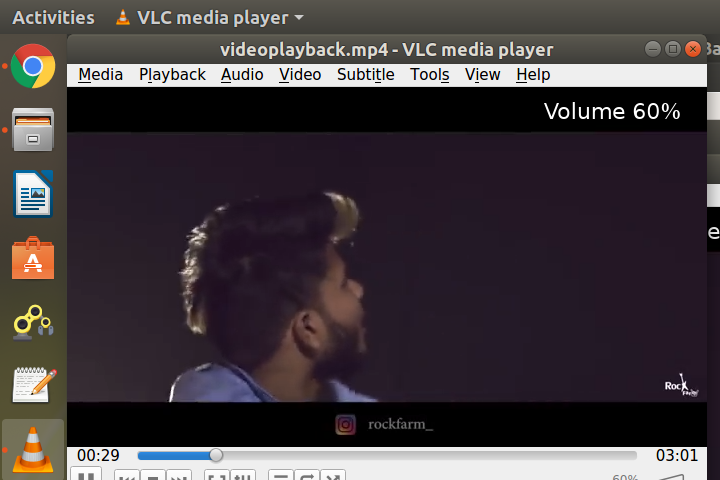 Activities VLC media player
videoplayback.mp4 - VLC media player
Media Playback Audio Video Subtitle Tools View Help
Volume 60%
Rock
rockfarm_
00:29 03:01
60%